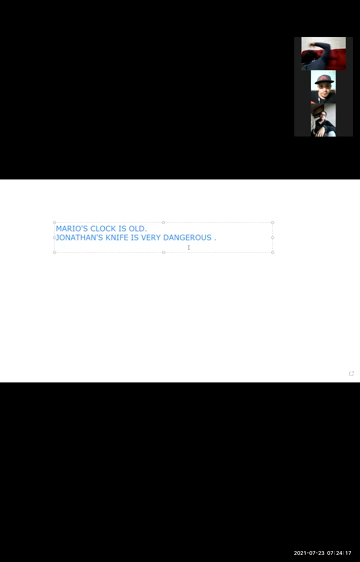 MARIO'S CLOCK IS OLD.
JONATHAN'S KNIFE IS VERY DANGEROUS .
2021-07-23 07:24:17